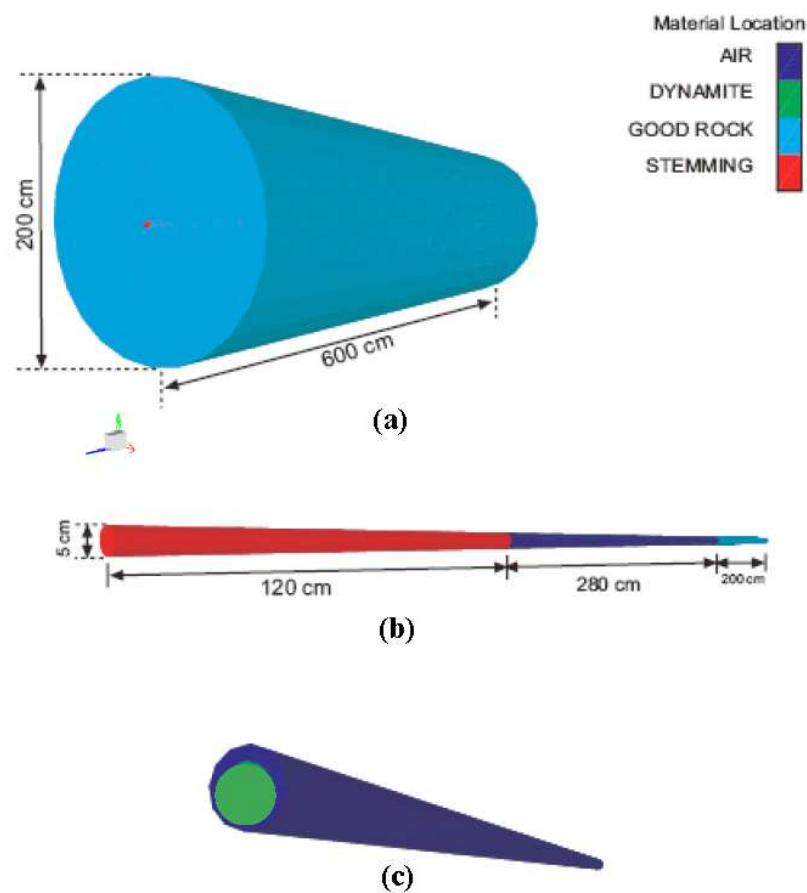 Material Location
AIR
DYNAMITE
GOOD ROCK
STEMMING
200 cm
600 cm
(a)
5 cm
120 cm
280 cm
200 cm
(b)
(c)